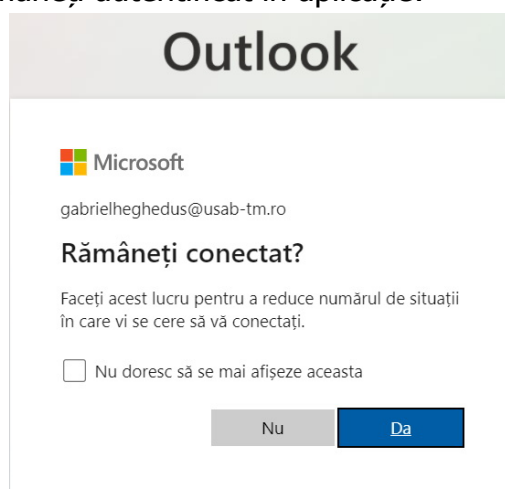 autentificat în aplicație.
Outlook
Microsoft
gabrielheghedus@usab-tm.ro
Rămâneți conectat?
Faceți acest lucru pentru a reduce numărul de situații
în care vi se cere să vă conectați.
Nu doresc să se mai afișeze aceasta
Nu
Da